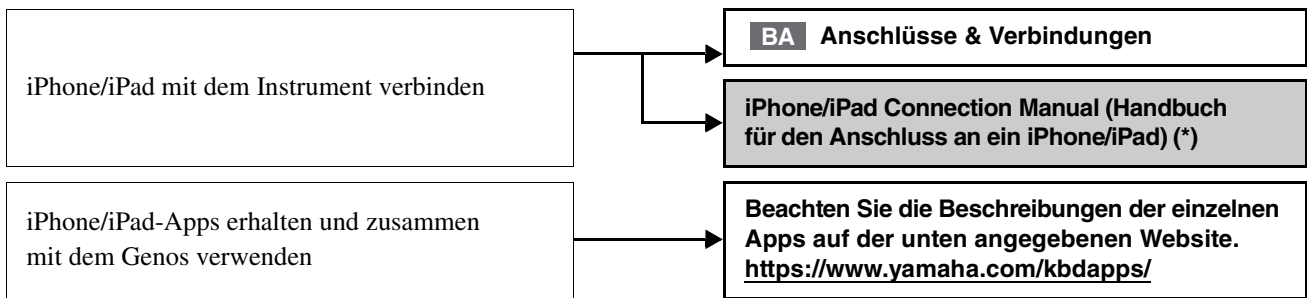 iPhone/iPad mit dem Instrument verbinden
BA Anschlüsse & Verbindungen
iPhone/iPad Connection Manual (Handbuch
für den Anschluss an ein iPhone/iPad) (*)
iPhone/iPad-Apps erhalten und zusammen
mit dem Genos verwenden
Beachten Sie die Beschreibungen der einzelnen
Apps auf der unten angegebenen Website.
https://www.yamaha.com/kbdapps/